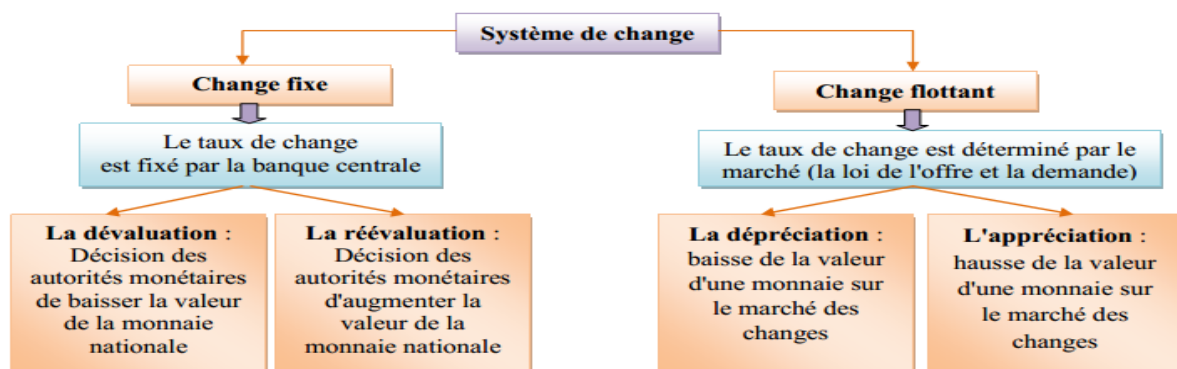 Système de change
Change fixe
Le taux de change
est fixé par la banque centrale
La dévaluation :
Décision des
autorités monétaires
de baisser la valeur
de la monnaie
nationale
La réévaluation :
Décision des
autorités monétaires
d'augmenter la
valeur de la
monnaie nationale
Change flottant
Le taux de change est déterminé par le
marché (la loi de l'offre et la demande)
La dépréciation :
baisse de la valeur
d'une monnaie sur
le marché des
changes
L'appréciation :
hausse de la valeur
d'une monnaie sur
le marché des
changes